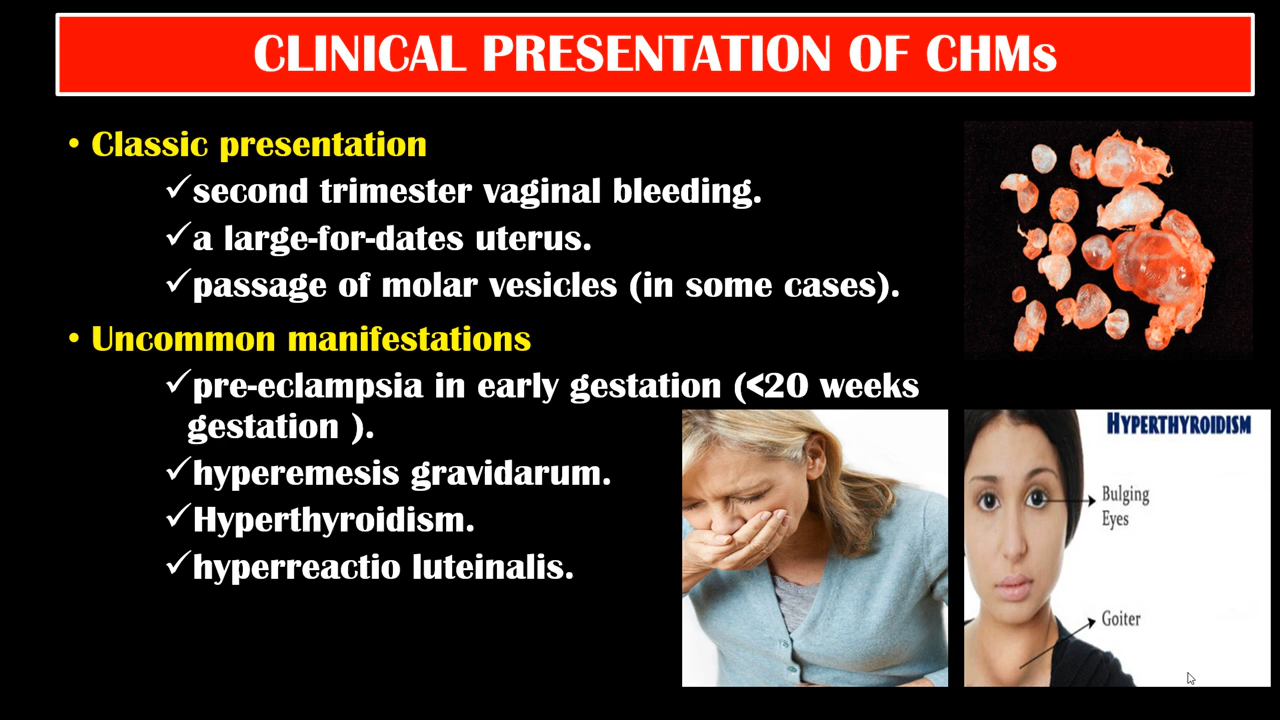 CLINICAL PRESENTATION OF CHMs
• Classic presentation
✓second trimester vaginal bleeding.
✓a large-for-dates uterus.
✓passage of molar vesicles (in some cases).
• Uncommon manifestations
✓pre-eclampsia in early gestation (<20 weeks
gestation ).
✓hyperemesis gravidarum.
✓Hyperthyroidism.
✓hyperreactio luteinalis.
HYPERTHYROIDISM
Bulging
Eyes
Goiter